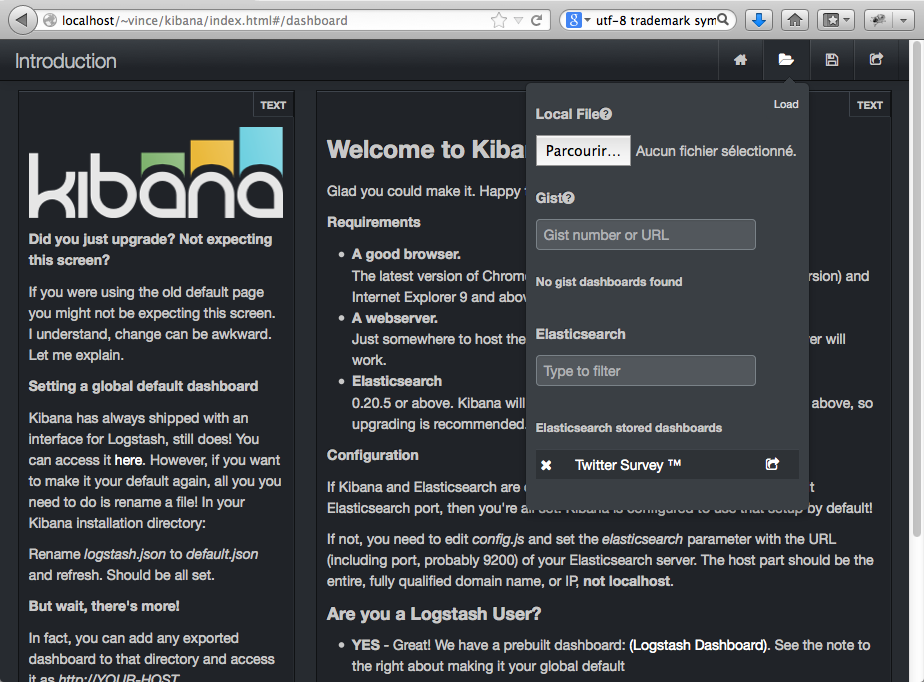 localhost/~vince/kibana/index.html#/dashboard
8 utf-8 trademark sym
Introduction
TEXT
kibana
Did you just upgrade? Not expecting
this screen?
If you were using the old default page
you might not be expecting this screen.
I understand, change can be awkward.
Let me explain.
Setting a global default dashboard
Kibana has always shipped with an
interface for Logstash, still does! You
can access it here. However, if you want
to make it your default again, all you you
need to do is rename a file! In your
Kibana installation directory:
Rename logstash.json to default.json
and refresh. Should be all set.
But wait, there's more!
In fact, you can add any exported
dashboard to that directory and access
it as http://YOUR-HOST
TEXT
Welcome to Kiba
Glad you could make it. Happy
Requirements
• A good browser.
The latest version of Chrome rsion) and
Internet Explorer 9 and abov
• A webserver.
Just somewhere to host the er will
work.
• Elasticsearch
0.20.5 or above. Kibana will above, so
upgrading is recommended.
Configuration
If Kibana and Elasticsearch are
Elasticsearch port, then you're all set. Kibana is configured to use that setup by default!
If not, you need to edit config.js and set the elasticsearch parameter with the URL
(including port, probably 9200) of your Elasticsearch server. The host part should be the
entire, fully qualified domain name, or IP, not localhost.
Are you a Logstash User?
• YES - Great! We have a prebuilt dashboard: (Logstash Dashboard). See the note to
the right about making it your global default
Load
Local File?
Parcourir... Aucun fichier sélectionné.
Gist?
Gist number or URL
No gist dashboards found
Elasticsearch
Type to filter
Elasticsearch stored dashboards
Twitter Survey ™